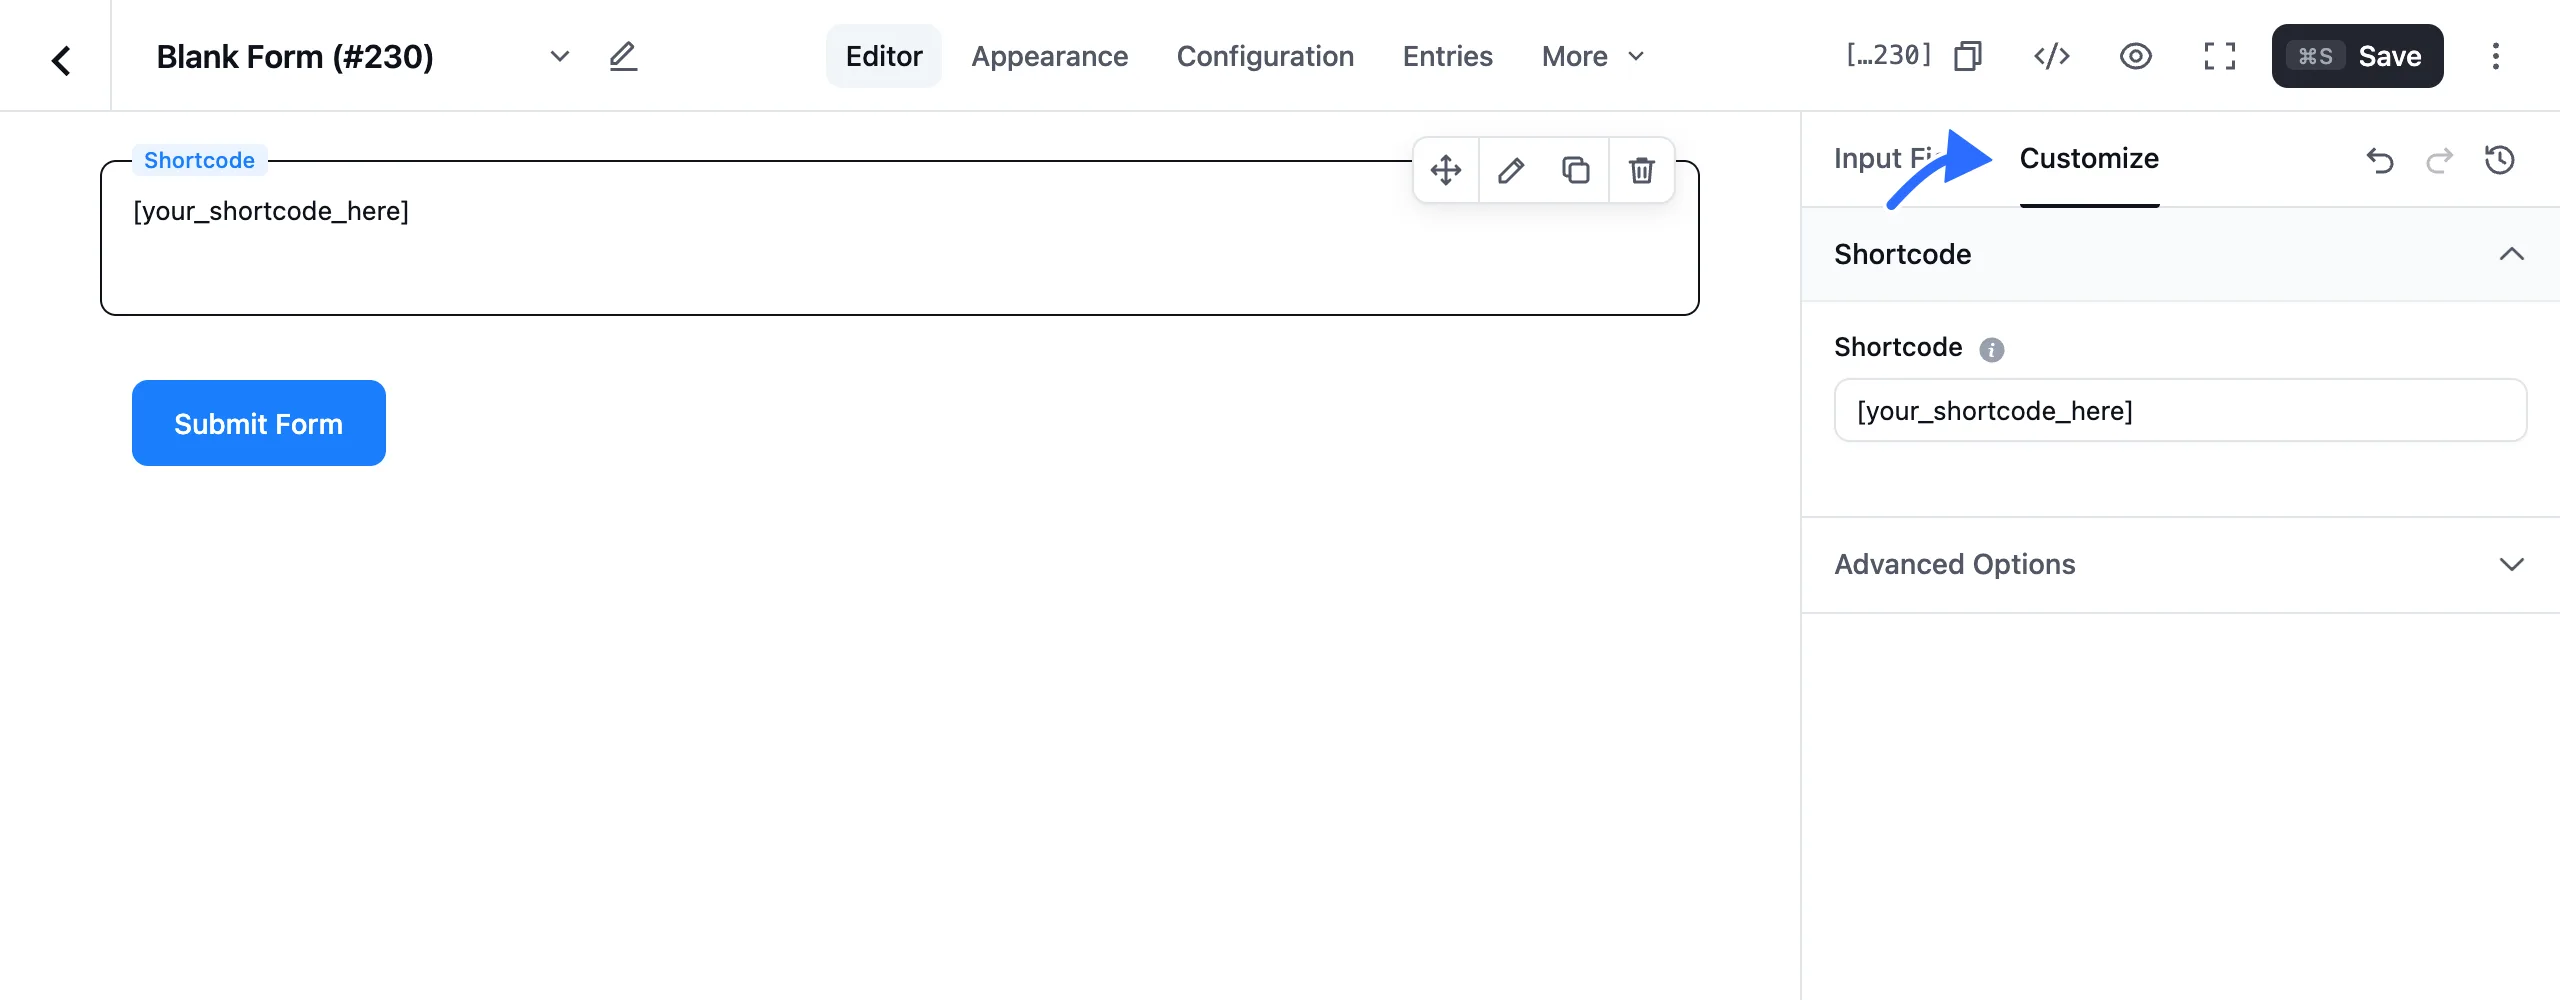 Blank Form (#230)
Editor Appearance Configuration Entries More
[…230]
⌘S Save
Shortcode
[your_shortcode_here]
Submit Form
Input Customize
Shortcode
Shortcode
[your_shortcode_here]
Advanced Options